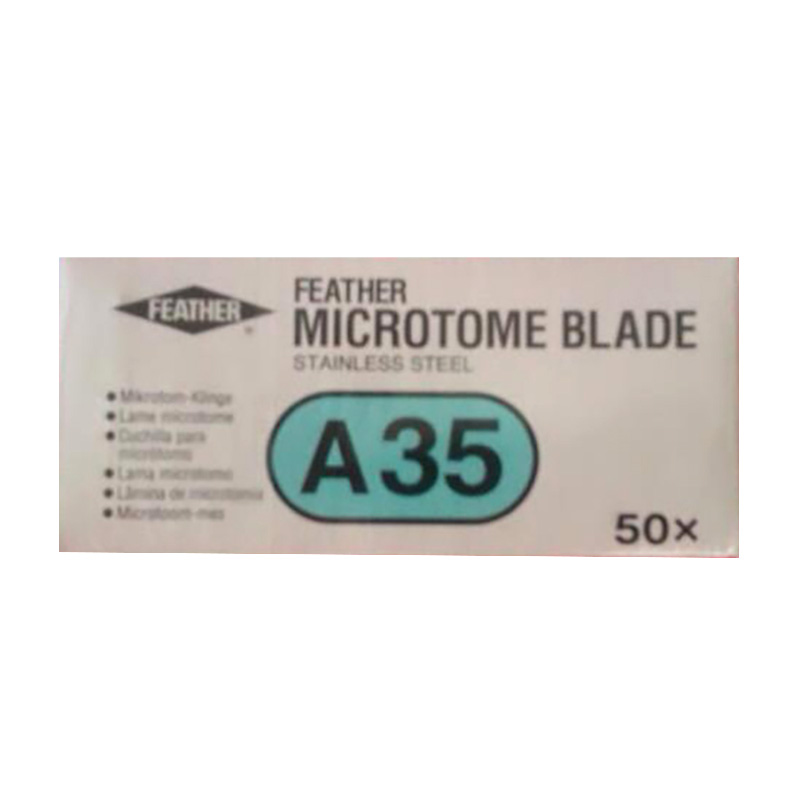 FEATHER
®
FEATHER
MICROTOME BLADE
STAINLESS STEEL
● Mikrotom-Klinge
● Lame microtome
● Cuchilla para
micrótomo
● Lama microtomo
● Lâmina de microtomia
● Microtoom-mes
A35
50×